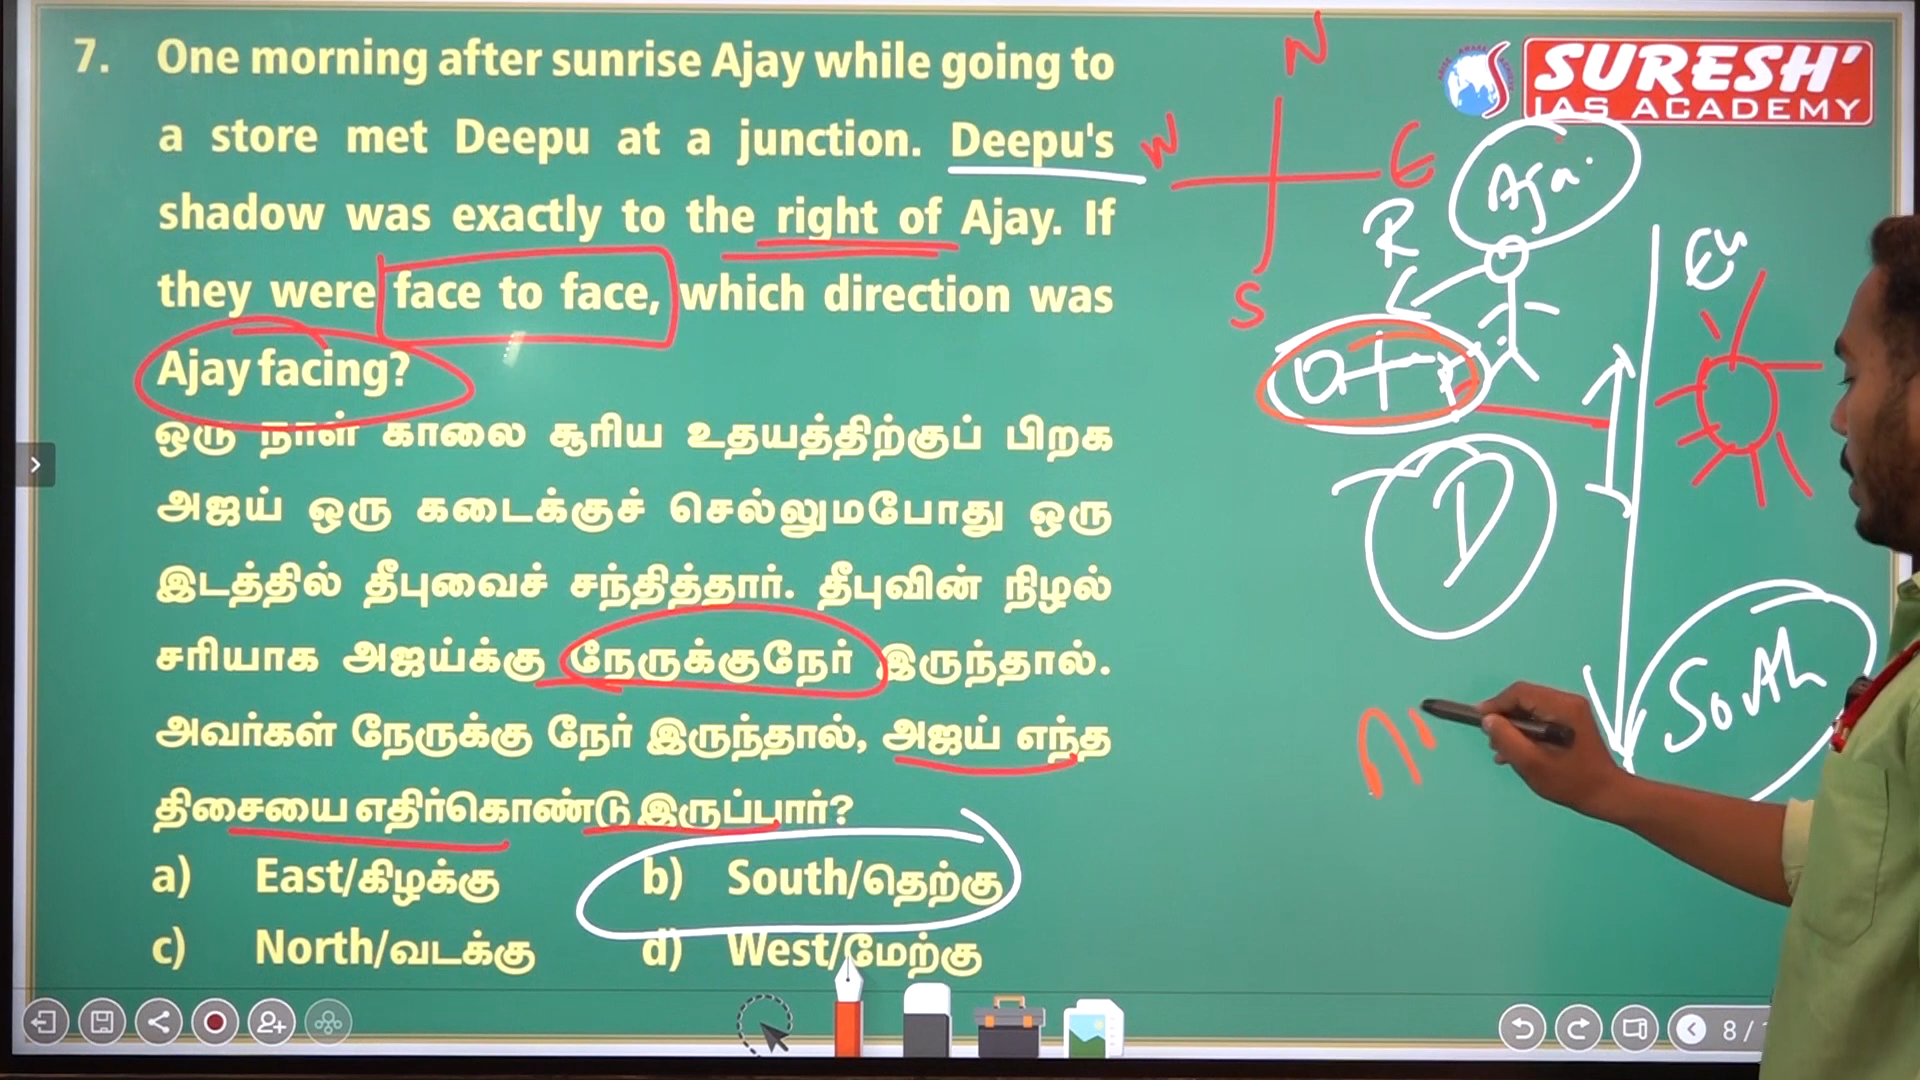 7. One morning after sunrise Ajay while going to
a store met Deepu at a junction. Deepu's
shadow was exactly to the right of Ajay. If
they were face to face, which direction was
Ajay facing?
ஒரு நாள் காலை சூரிய உதயத்திற்குப் பிறக
அஜய் ஒரு கடைக்குச் செல்லுமபோது ஒரு
இடத்தில் தீபுவைச் சந்தித்தார். தீபுவின் நிழல்
சரியாக அஜய்க்கு நேருக்குநேர் இருந்தால்.
அவர்கள் நேருக்கு நேர் இருந்தால், அஜய் எந்த
திசையை எதிர்கொண்டு இருப்பார்?
a) East/கிழக்கு b) South/தெற்கு
c) North/வடக்கு d) West/மேற்கு
SURESH'
IAS ACADEMY
N
W E
S
R
D
South
8 /